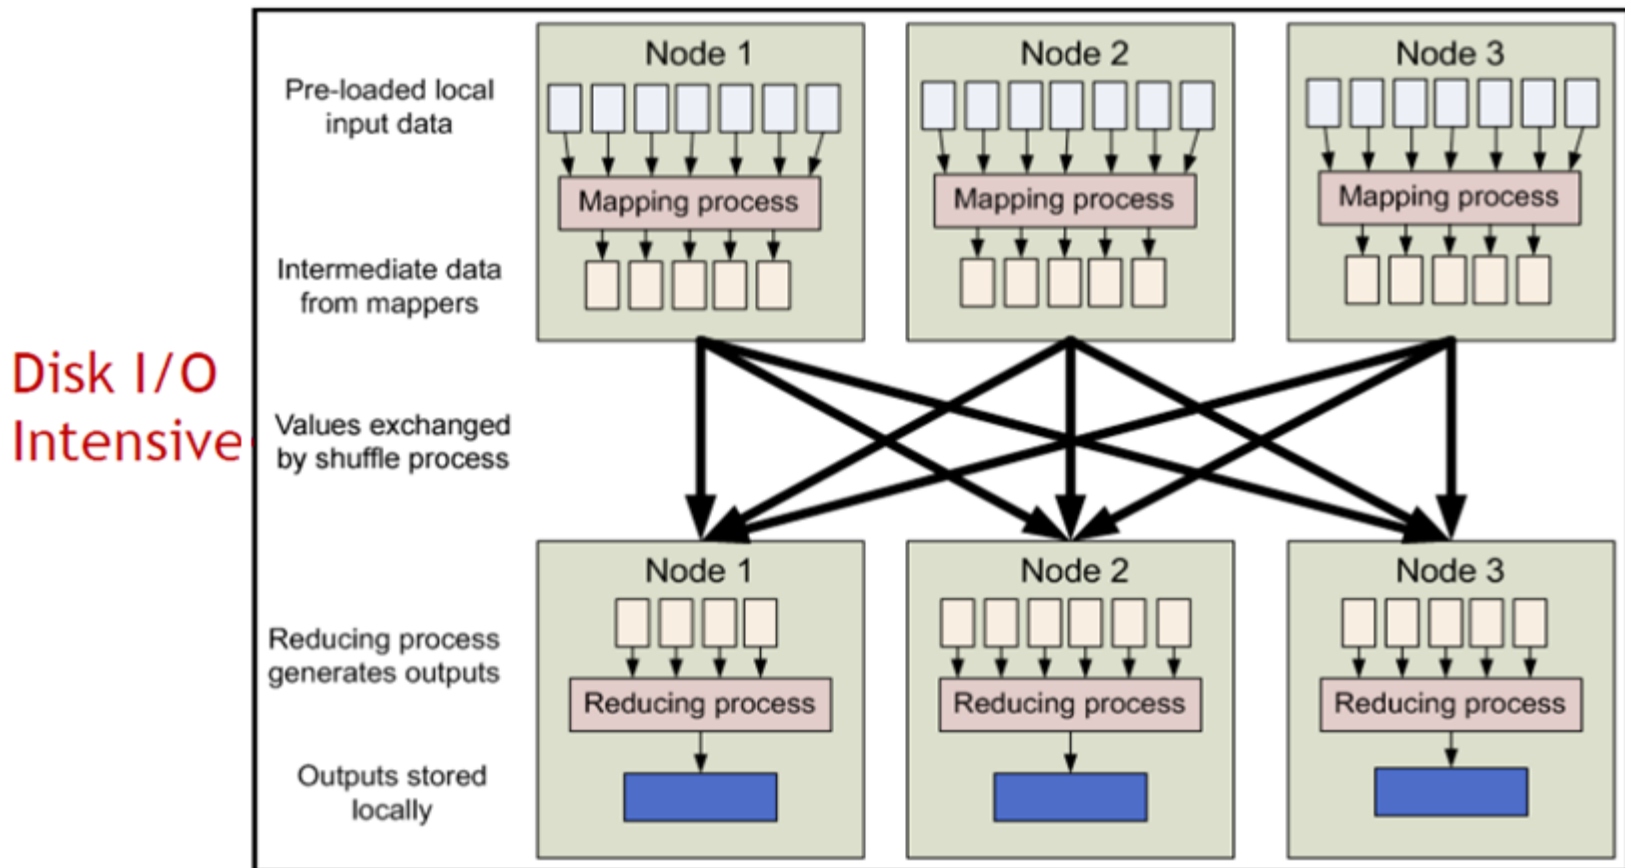 Disk I/O
Intensive
Pre-loaded local
input data
Intermediate data
from mappers
Values exchanged
by shuffle process
Reducing process
generates outputs
Outputs stored
locally
Node 1
Mapping process
Node 2
Mapping process
Node 3
Mapping process
Node 1
Reducing process
Node 2
Reducing process
Node 3
Reducing process